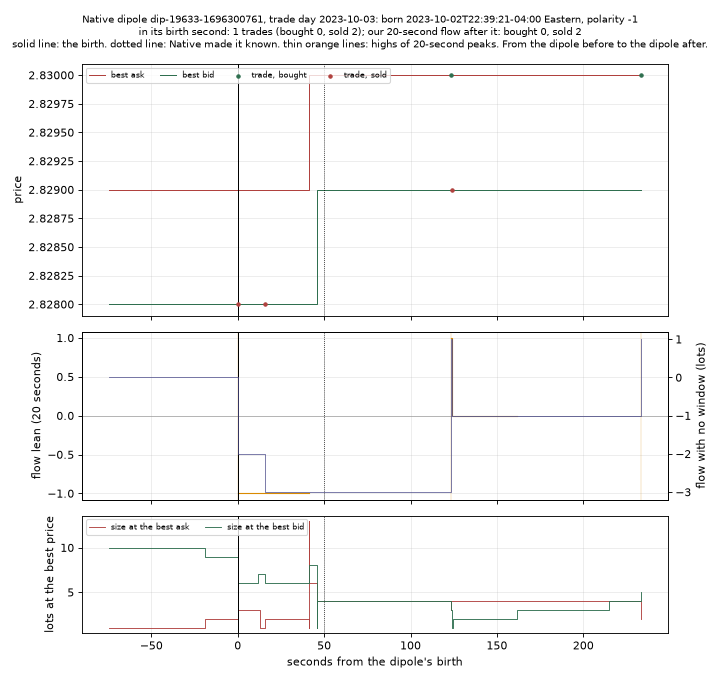 Native dipole dip-19633-1696300761, trade day 2023-10-03: born 2023-10-02T22:39:21-04:00 Eastern, polarity -1
in its birth second: 1 trades (bought 0, sold 2); our 20-second flow after it: bought 0, sold 2
solid line: the birth. dotted line: Native made it known. thin orange lines: highs of 20-second peaks. From the dipole before to the dipole after.
best ask best bid trade, bought trade, sold
2.83000
2.82975
2.82950
2.82925
2.82900
2.82875
2.82850
2.82825
2.82800
price
1.0
0.5
0.0
−0.5
−1.0
flow lean (20 seconds)
1
0
−1
−2
−3
flow with no window (lots)
size at the best ask size at the best bid
10
5
lots at the best price
−50 0 50 100 150 200
seconds from the dipole's birth